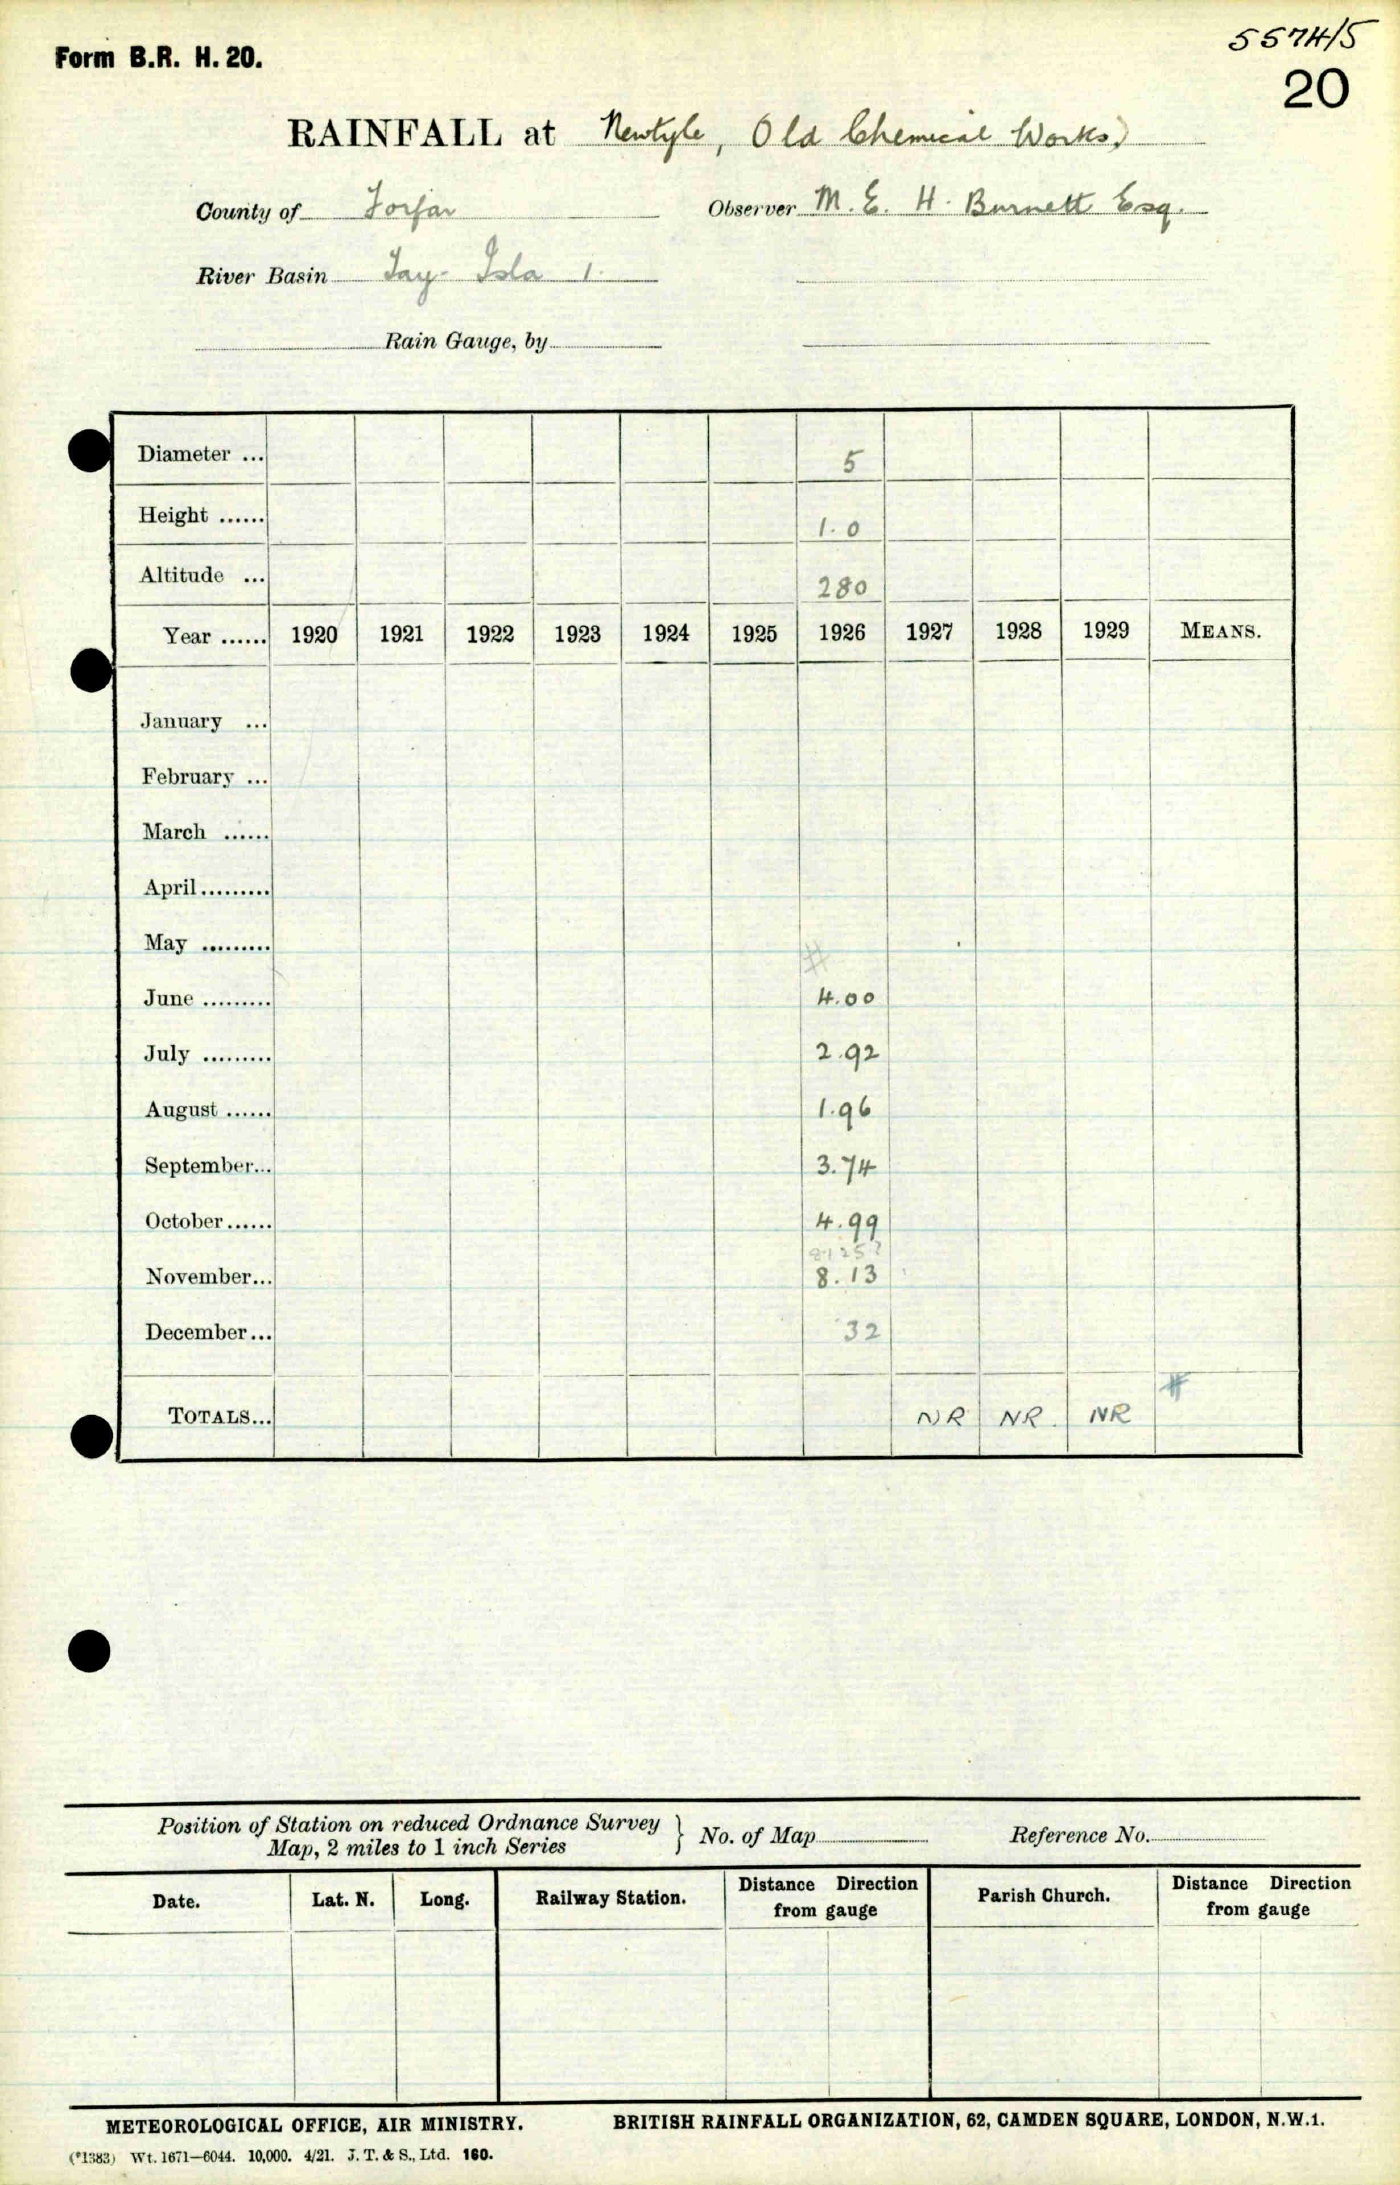 Form B.R. H. 20.
5574/5
20
RAINFALL at Newtyle, Old Chemical Works,
County of Forfar
Observer M. E. H. Burnett Esq.
River Basin Tay- Isla 1.
Rain Gauge, by
Diameter ... 5
Height ...... 1.0
Altitude ... 280
Year ...... 1920 1921 1922 1923 1924 1925 1926 1927 1928 1929 MEANS.
January ...
February ...
March ......
April.........
May .........
#
June ......... 4.00
July ......... 2.92
August ...... 1.96
September... 3.74
October...... 4.99
8.125?
November... 8.13
December... 32
#
TOTALS... NR NR. NR
Position of Station on reduced Ordnance Survey
Map, 2 miles to 1 inch Series } No. of Map Reference No.
Date. Lat. N. Long. Railway Station. Distance Direction from gauge Parish Church. Distance Direction from gauge
METEOROLOGICAL OFFICE, AIR MINISTRY. BRITISH RAINFALL ORGANIZATION, 62, CAMDEN SQUARE, LONDON, N.W.1.
(*1383) Wt. 1671—6044. 10,000. 4/21. J. T. & S., Ltd. 160.